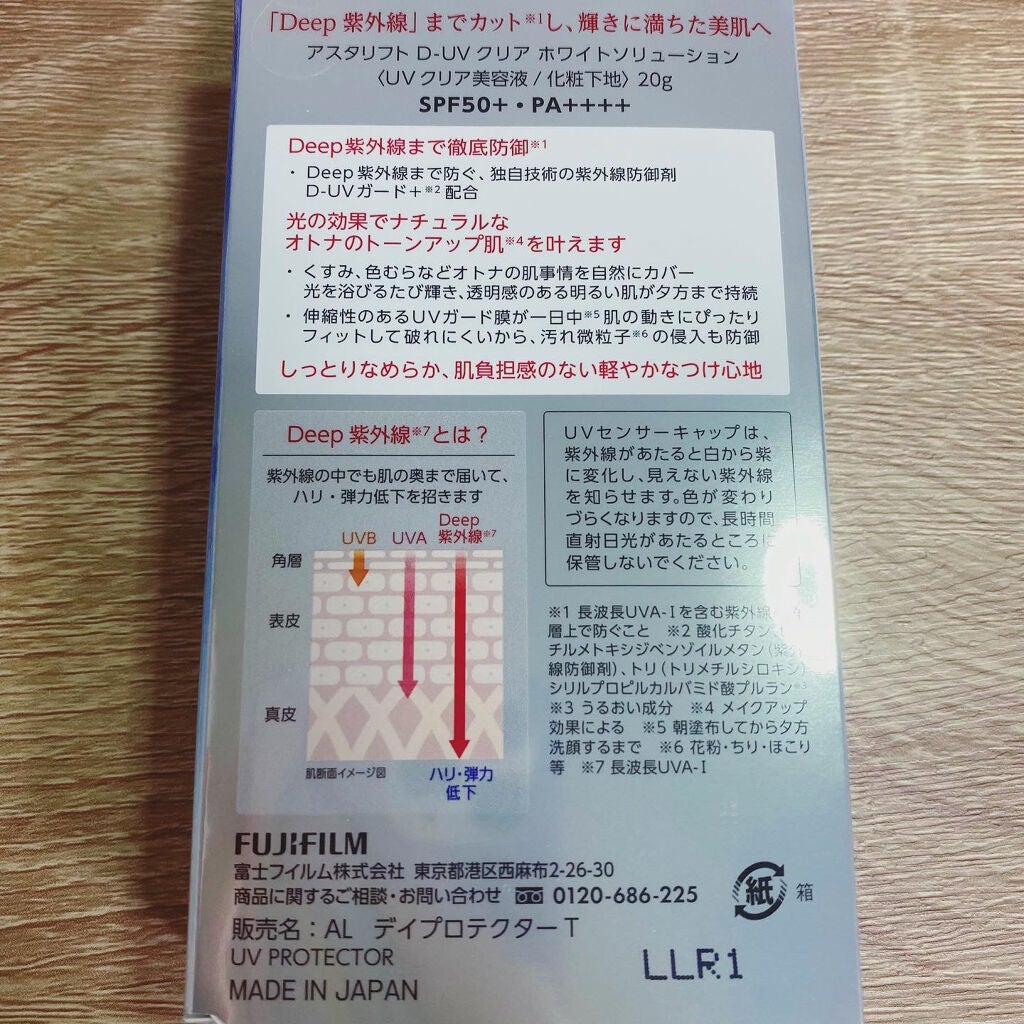 「Deep 紫外線」までカット※1し、輝きに満ちた美肌へ
アスタリフト D-UV クリア ホワイトソリューション
〈UV クリア美容液 / 化粧下地〉 20g
SPF50+・PA++++
Deep紫外線まで徹底防御※1
・ Deep 紫外線まで防ぐ、独自技術の紫外線防御剤
D-UVガード+※2 配合
光の効果でナチュラルな
オトナのトーンアップ肌※4を叶えます
・ くすみ、色むらなどオトナの肌事情を自然にカバー
光を浴びるたび輝き、透明感のある明るい肌が夕方まで持続
・ 伸縮性のあるUVガード膜が一日中※5肌の動きにぴったり
フィットして破れにくいから、汚れ微粒子※6の侵入も防御
しっとりなめらか、肌負担感のない軽やかなつけ心地
Deep 紫外線※7とは？
紫外線の中でも肌の奥まで届いて、
ハリ・弾力低下を招きます
UVB UVA Deep
紫外線※7
角層
表皮
真皮
肌断面イメージ図
ハリ・弾力
低下
UVセンサーキャップは、
紫外線があたると白から紫
に変化し、見えない紫外線
を知らせます。色が変わり
づらくなりますので、長時間
直射日光があたるところに
保管しないでください。
※1 長波長UVA-Iを含む紫外線
層上で防ぐこと ※2 酸化チタン、
チルメトキシジベンゾイルメタン（紫外
線防御剤）、トリ（トリメチルシロキシ）
シリルプロピルカルバミド酸プルラン※3
※3 うるおい成分 ※4 メイクアップ
効果による ※5 朝塗布してから夕方
洗顔するまで ※6 花粉・ちり・ほこり
等 ※7 長波長UVA-I
FUJIFILM
富士フイルム株式会社 東京都港区西麻布2-26-30
商品に関するご相談・お問い合わせ 0120-686-225
紙 箱
販売名：AL デイプロテクターT
UV PROTECTOR
MADE IN JAPAN
LLR1